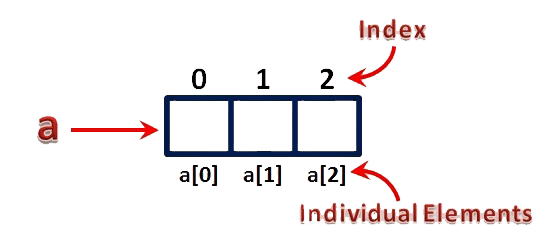 Index
0 1 2
a
a[0] a[1] a[2]
Individual Elements